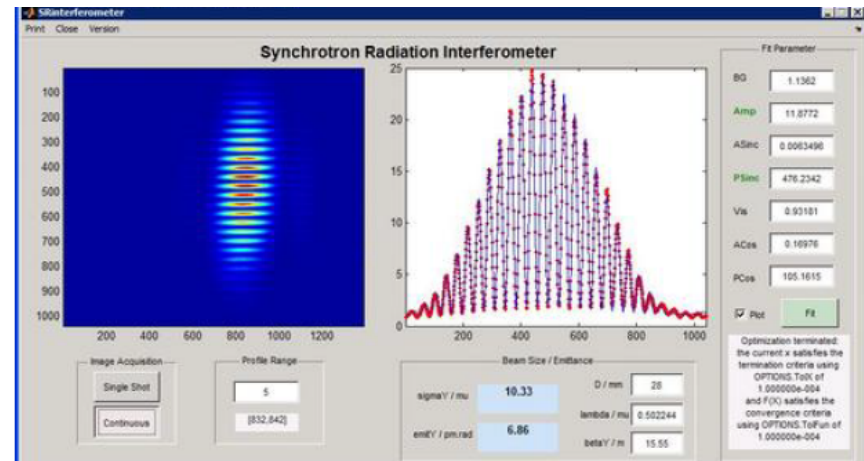 SRinterferometer
Print Close Version
Synchrotron Radiation Interferometer
100
200
300
400
500
600
700
800
900
1000
200 400 600 800 1000 1200
25
20
15
10
5
0
200 400 600 800 1000
Fit Parameter
BG 1.1362
Amp 11.8772
ASinc 0.0063498
PSinc 476.2342
Vis 0.93181
ACos 0.16976
PCos 105.1615
Plot Fit
Optimization terminated:
the current x satisfies the
termination criteria using
OPTIONS.TolX of
1.000000e-004
and F(X) satisfies the
convergence criteria
using OPTIONS.TolFun of
1.000000e-004
Image Acquisition
Single Shot
Continuous
Profile Range
5
[832,842]
Beam Size / Emittance
sigmaY / mu 10.33
emitY / pm.rad 6.86
D / mm 28
lambda / mu 0.502244
betaY / m 15.55